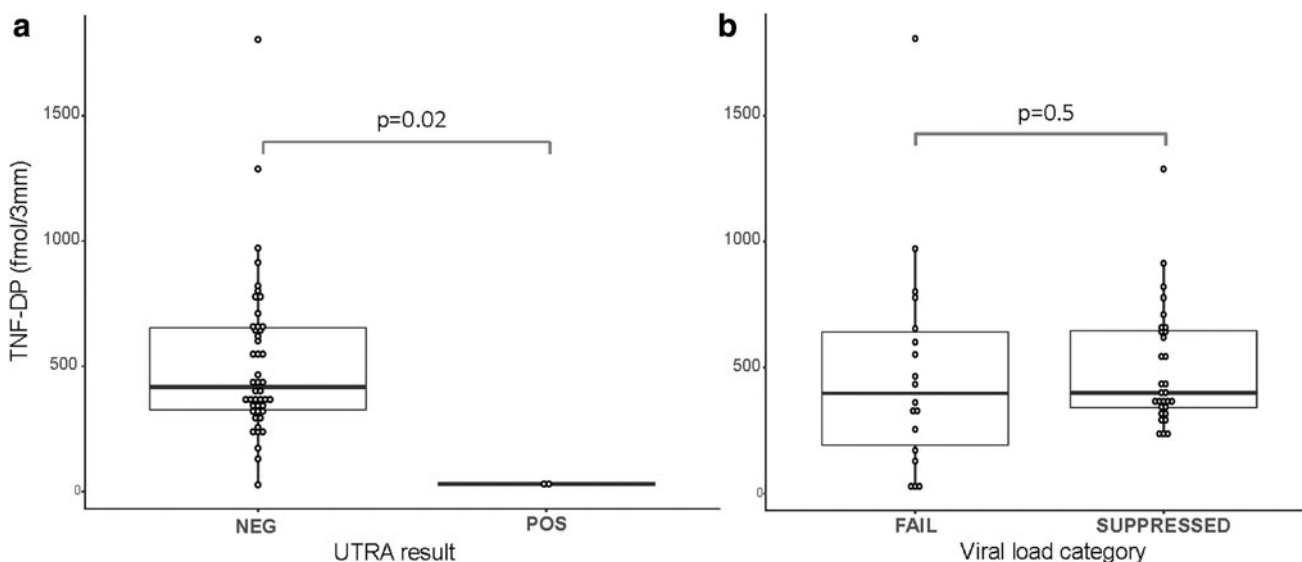 a
b
TNF-DP (fmol/3mm)
1500
1000
500
0
p=0.02
NEG
POS
UTRA result
1500
1000
500
0
p=0.5
FAIL
SUPPRESSED
Viral load category